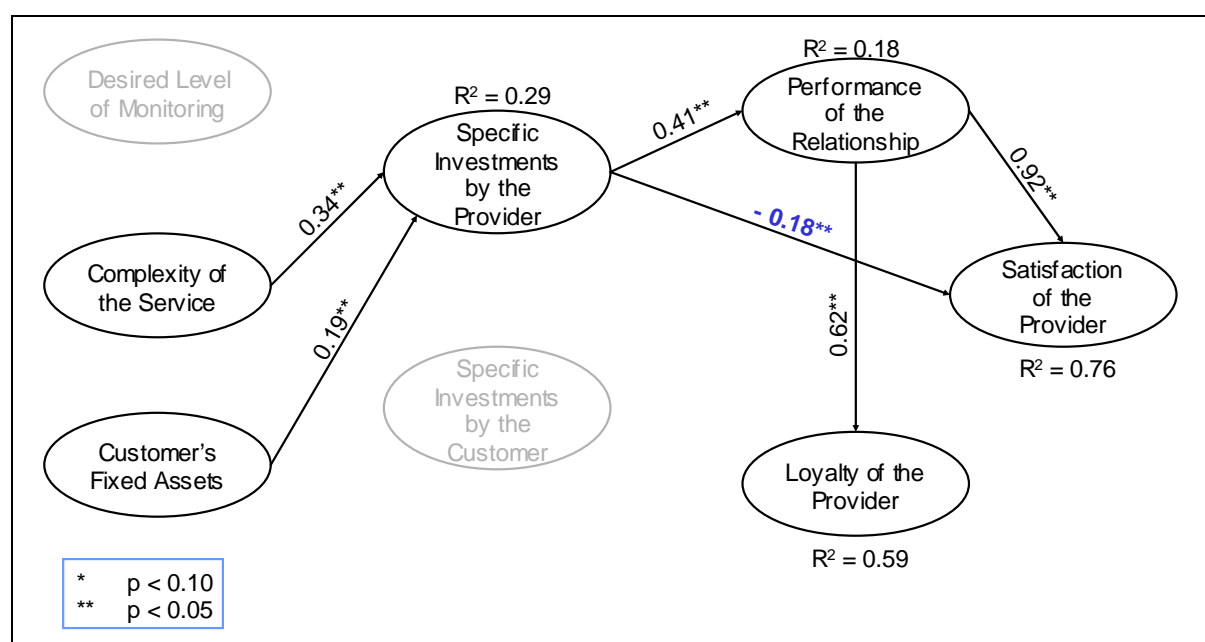 Desired Level
of Monitoring
R² = 0.29
Specific
Investments
by the
Provider
R² = 0.18
Performance
of the
Relationship
0.41**
0.92**
0.34**
- 0.18**
Complexity of
the Service
Satisfaction
of the
Provider
R² = 0.76
0.19**
0.62**
Specific
Investments
by the
Customer
Customer's
Fixed Assets
Loyalty of the
Provider
R² = 0.59
* p < 0.10
** p < 0.05